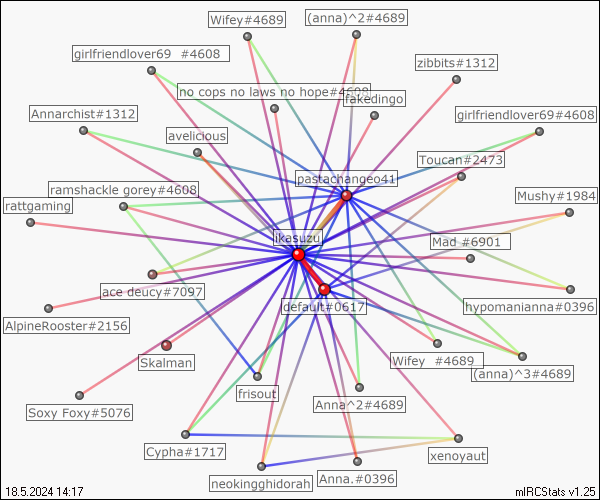 Wifey#4689
(anna)^2#4689
girlfriendlover69 #4608
zibbits#1312
no cops no laws no hope#4608
fakedingo
Annarchist#1312
girlfriendlover69#4608
avelicious
Toucan#2473
pastachangeo41
ramshackle gorey#4608
Mushy#1984
rattgaming
ikasuzu
Mad #6901
ace deucy#7097
default#0617
hypomanianna#0396
AlpineRooster#2156
Skalman
Wifey #4689
(anna)^3#4689
frisout
Anna^2#4689
Soxy Foxy#5076
Cypha#1717
xenoyaut
neokingghidorah
Anna.#0396
18.5.2024 14:17
mIRCStats v1.25